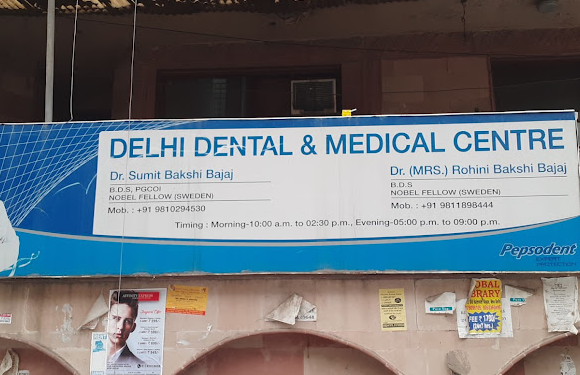 DELHI DENTAL & MEDICAL CENTRE
Dr. Sumit Bakshi Bajaj
B.D.S, PGCOI
NOBEL FELLOW (SWEDEN)
Mob. : +91 9810294530
Dr. (MRS.) Rohini Bakshi Bajaj
B.D.S
NOBEL FELLOW (SWEDEN)
Mob. : +91 9811898444
Timing : Morning-10:00 a.m. to 02:30 p.m., Evening-05:00 p.m. to 09:00 p.m.
Pepsodent
OBAL
BRARY